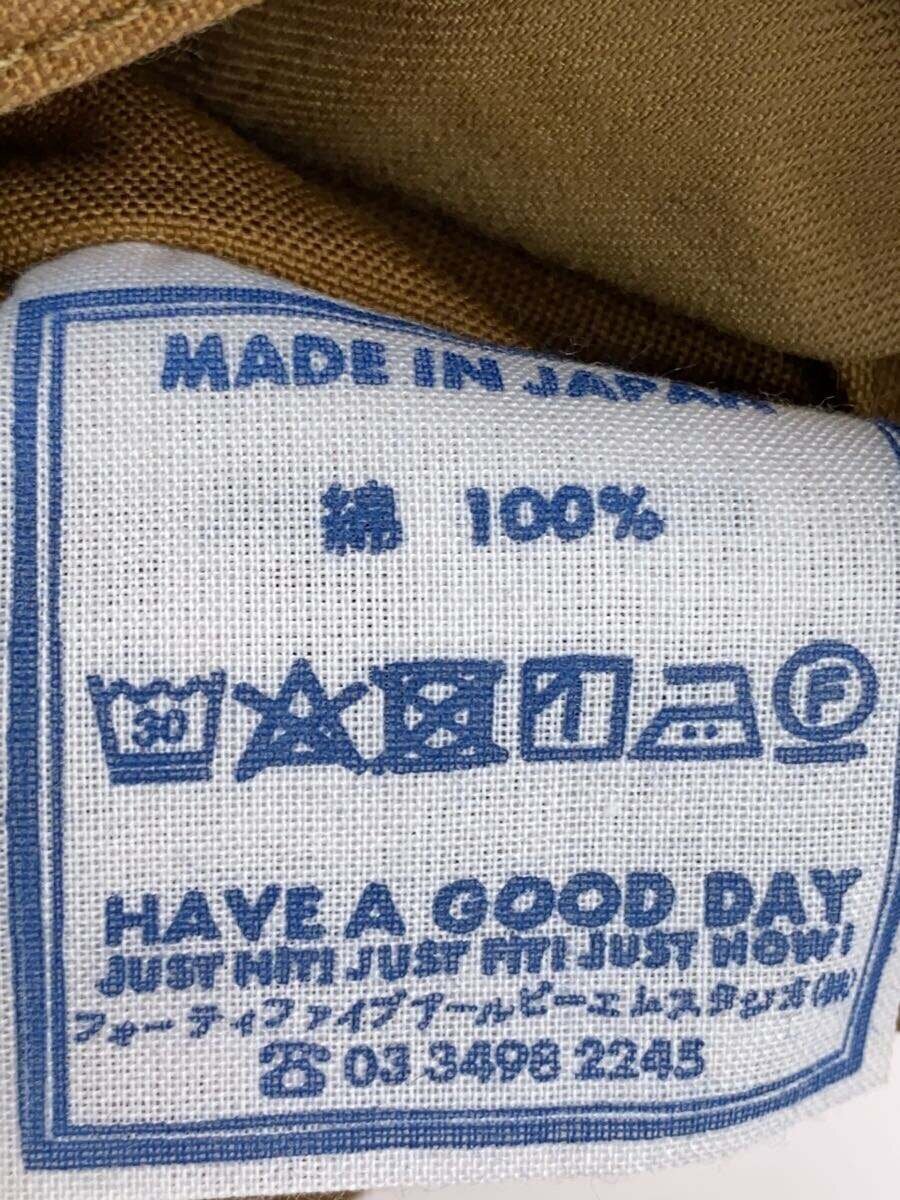 MADE IN JAPAN
綿 100%
30 F
HAVE A GOOD DAY
JUST HIT! JUST FIT! JUST NOW!
フォーティファイブアールピーエムスタジオ(株)
☎ 03 3498 2245